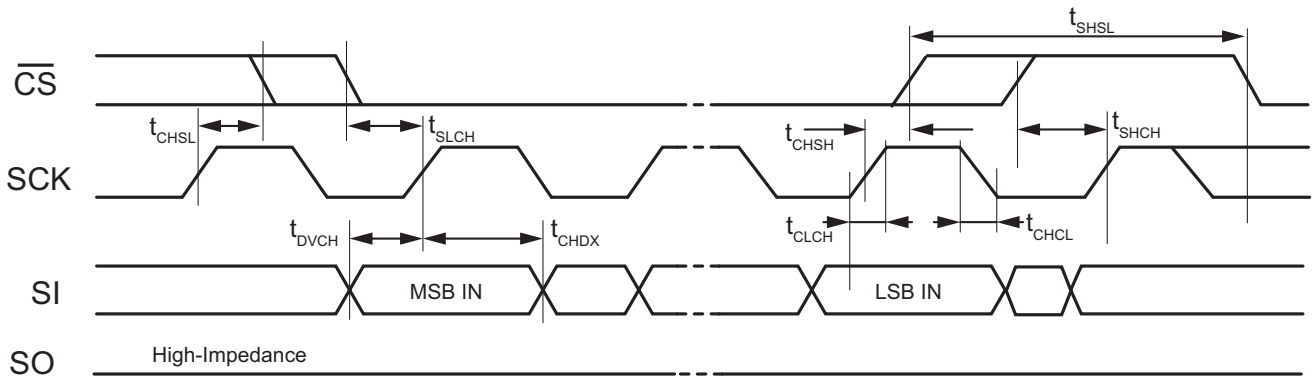 tSHSL
CS
tCHSL
tSLCH
tCHSH
tSHCH
SCK
tDVCH
tCHDX
tCLCH
tCHCL
SI
MSB IN
LSB IN
SO
High-Impedance